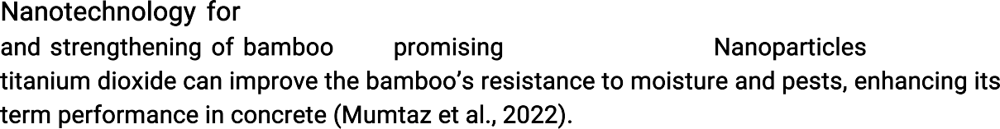 Nanotechnology for
and strengthening of bamboo promising Nanoparticles
titanium dioxide can improve the bamboo’s resistance to moisture and pests, enhancing its
term performance in concrete (Mumtaz et al., 2022).